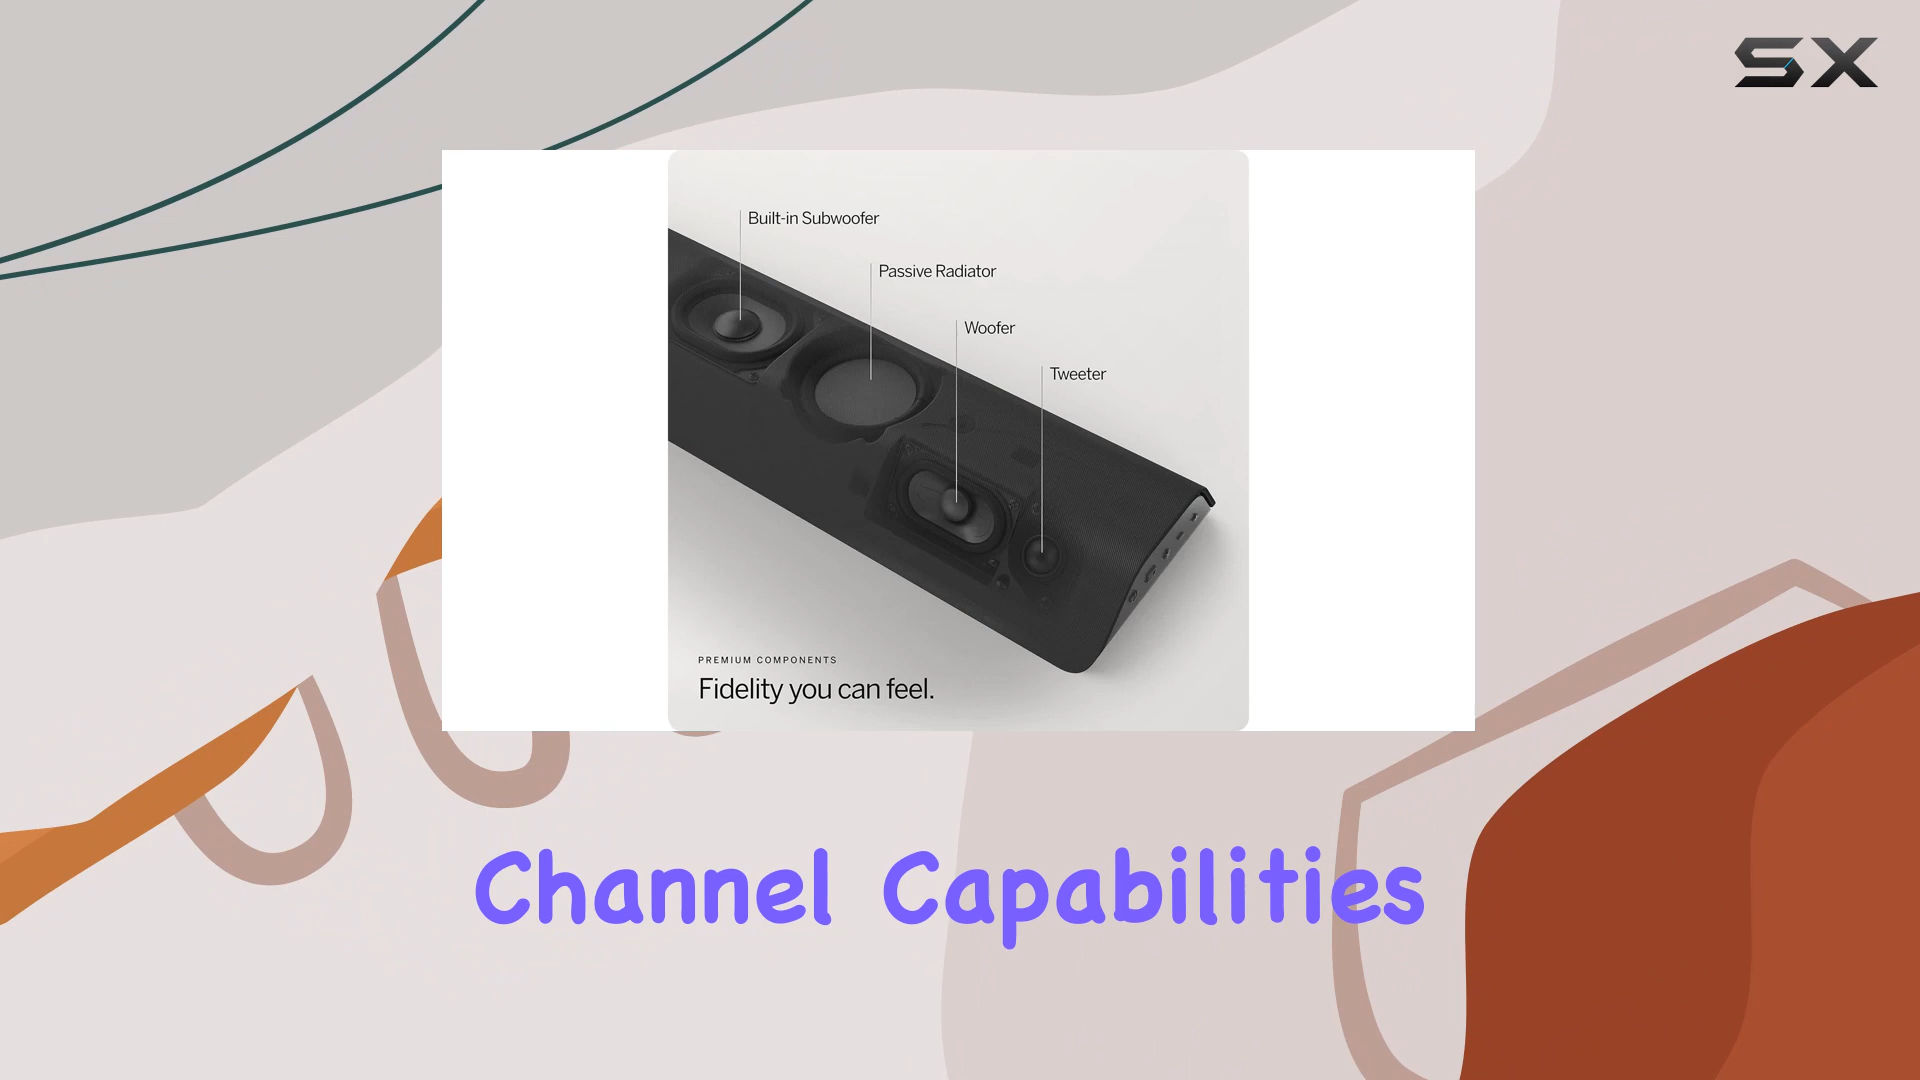 SX
Built-in Subwoofer
Passive Radiator
Woofer
Tweeter
PREMIUM COMPONENTS
Fidelity you can feel.
Channel Capabilities